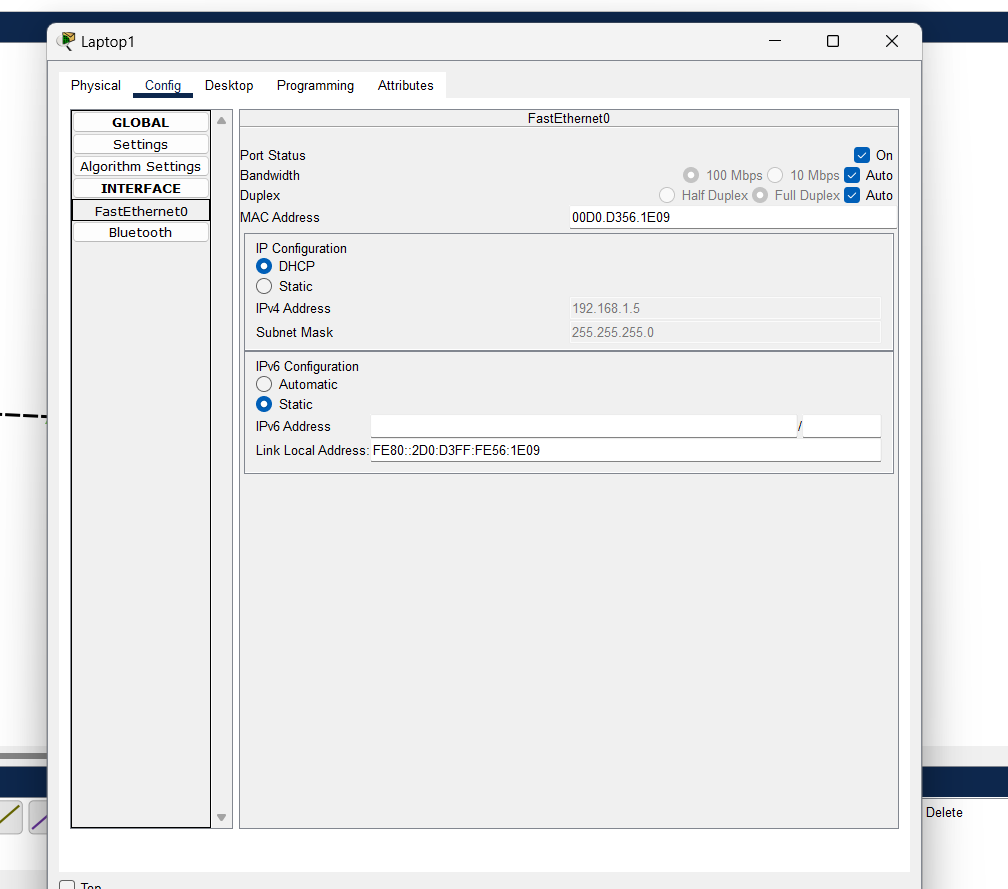 Laptop1
Physical Config Desktop Programming Attributes
GLOBAL
Settings
Algorithm Settings
INTERFACE
FastEthernet0
Bluetooth
FastEthernet0
Port Status On
Bandwidth 100 Mbps 10 Mbps Auto
Duplex Half Duplex Full Duplex Auto
MAC Address 00D0.D356.1E09
IP Configuration
DHCP
Static
IPv4 Address 192.168.1.5
Subnet Mask 255.255.255.0
IPv6 Configuration
Automatic
Static
IPv6 Address /
Link Local Address: FE80::2D0:D3FF:FE56:1E09
Delete
Top